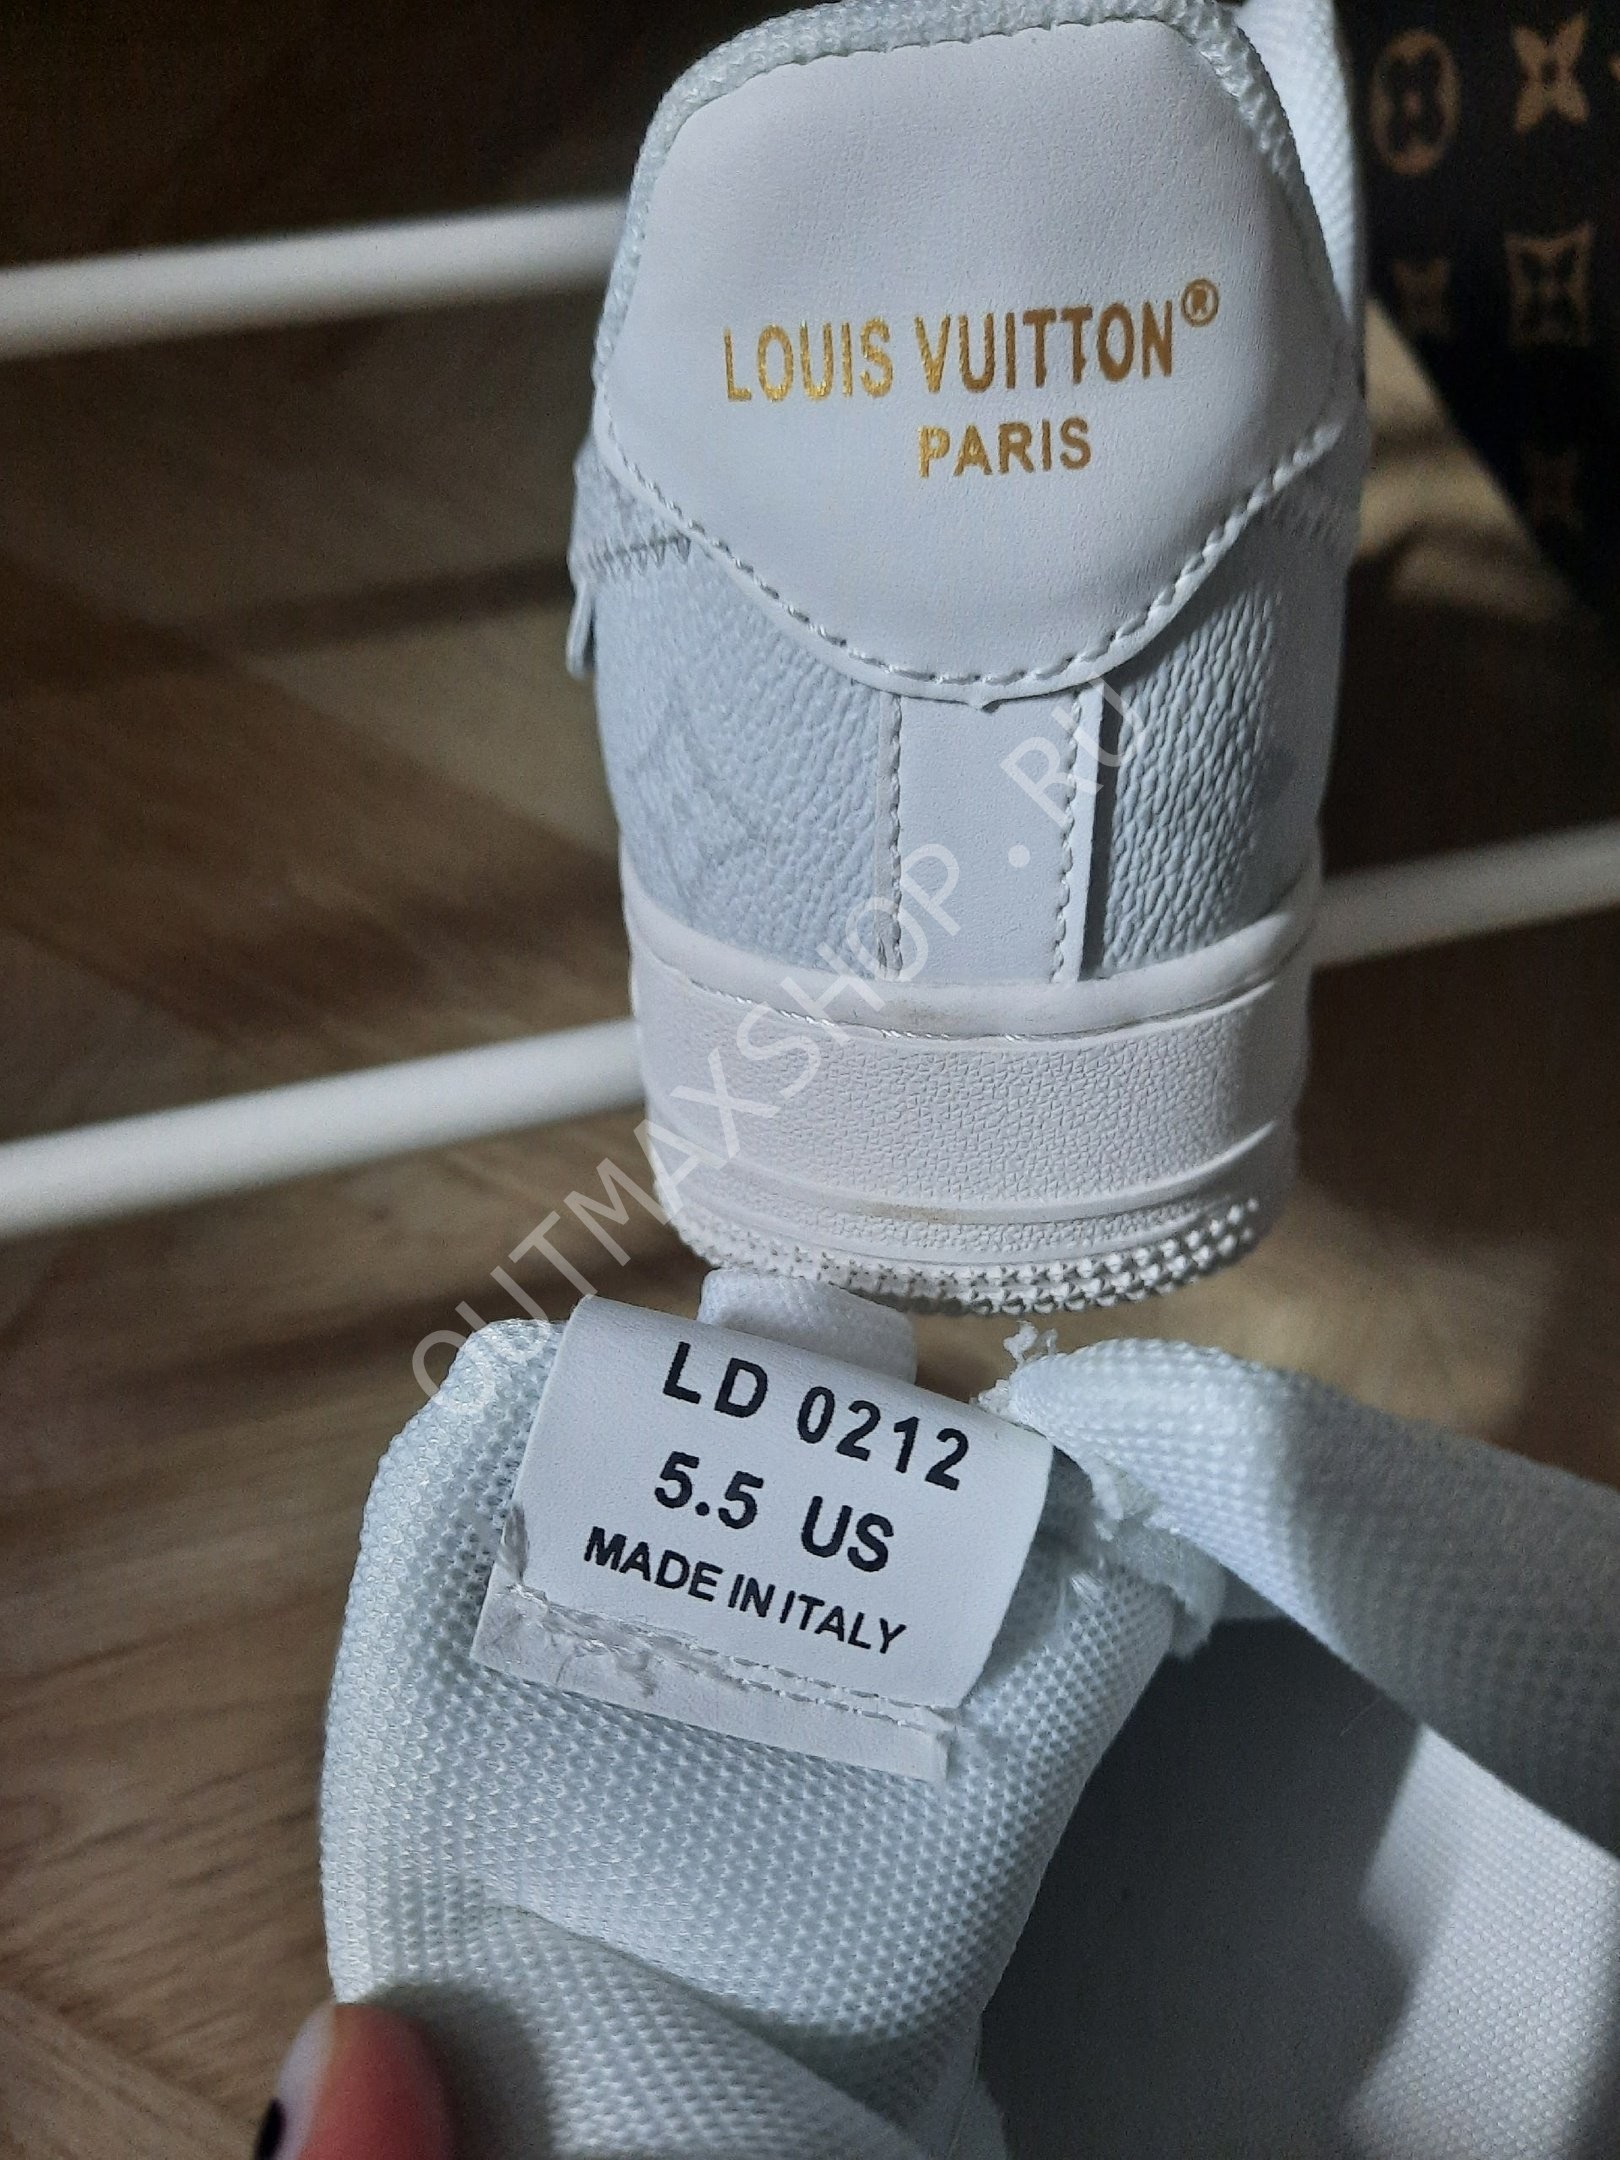 LOUIS VUITTON®
PARIS
OUTMAXSHOP.RU
LD 0212
5.5 US
MADE IN ITALY